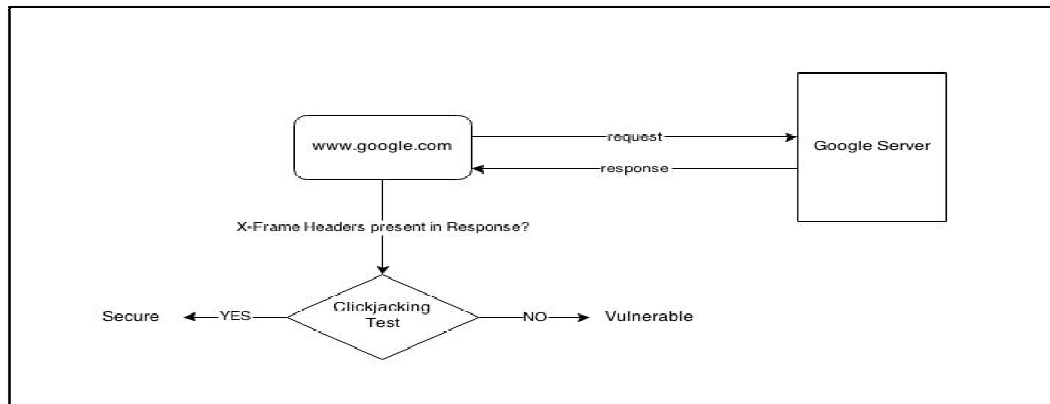 request
www.google.com
Google Server
response
X-Frame Headers present in Response?
Clickjacking
Test
Secure
YES
NO
Vulnerable